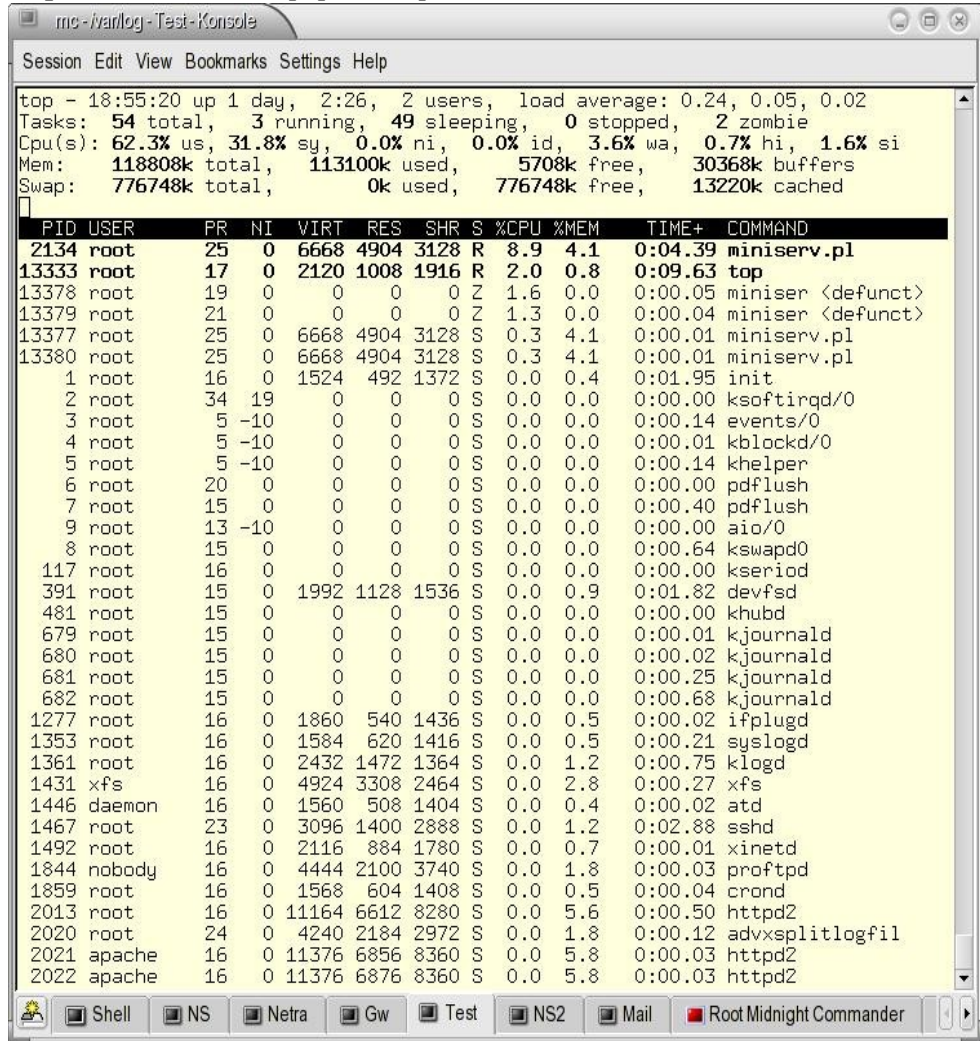 mc - /var/log - Test - Konsole
Session Edit View Bookmarks Settings Help
top - 18:55:20 up 1 day,  2:26,  2 users,  load average: 0.24, 0.05, 0.02
Tasks:  54 total,   3 running,  49 sleeping,   0 stopped,   2 zombie
Cpu(s): 62.3% us, 31.8% sy,  0.0% ni,  0.0% id,  3.6% wa,  0.7% hi,  1.6% si
Mem:    118808k total,   113100k used,     5708k free,    30368k buffers
Swap:   776748k total,        0k used,   776748k free,    13220k cached
PID USER PR NI VIRT RES SHR S %CPU %MEM TIME+ COMMAND
2134 root 25 0 6668 4904 3128 R 8.9 4.1 0:04.39 miniserv.pl
13333 root 17 0 2120 1008 1916 R 2.0 0.8 0:09.63 top
13378 root 19 0 0 0 0 Z 1.6 0.0 0:00.05 miniser <defunct>
13379 root 21 0 0 0 0 Z 1.3 0.0 0:00.04 miniser <defunct>
13377 root 25 0 6668 4904 3128 S 0.3 4.1 0:00.01 miniserv.pl
13380 root 25 0 6668 4904 3128 S 0.3 4.1 0:00.01 miniserv.pl
1 root 16 0 1524 492 1372 S 0.0 0.4 0:01.95 init
2 root 34 19 0 0 0 S 0.0 0.0 0:00.00 ksoftirqd/0
3 root 5 -10 0 0 0 S 0.0 0.0 0:00.14 events/0
4 root 5 -10 0 0 0 S 0.0 0.0 0:00.01 kblockd/0
5 root 5 -10 0 0 0 S 0.0 0.0 0:00.14 khelper
6 root 20 0 0 0 0 S 0.0 0.0 0:00.00 pdflush
7 root 15 0 0 0 0 S 0.0 0.0 0:00.40 pdflush
9 root 13 -10 0 0 0 S 0.0 0.0 0:00.00 aio/0
8 root 15 0 0 0 0 S 0.0 0.0 0:00.64 kswapd0
117 root 16 0 0 0 0 S 0.0 0.0 0:00.00 kseriod
391 root 15 0 1992 1128 1536 S 0.0 0.9 0:01.82 devfsd
481 root 15 0 0 0 0 S 0.0 0.0 0:00.00 khubd
679 root 15 0 0 0 0 S 0.0 0.0 0:00.01 kjournald
680 root 15 0 0 0 0 S 0.0 0.0 0:00.02 kjournald
681 root 15 0 0 0 0 S 0.0 0.0 0:00.25 kjournald
682 root 15 0 0 0 0 S 0.0 0.0 0:00.68 kjournald
1277 root 16 0 1860 540 1436 S 0.0 0.5 0:00.02 ifplugd
1353 root 16 0 1584 620 1416 S 0.0 0.5 0:00.21 syslogd
1361 root 16 0 2432 1472 1364 S 0.0 1.2 0:00.75 klogd
1431 xfs 16 0 4924 3308 2464 S 0.0 2.8 0:00.27 xfs
1446 daemon 16 0 1560 508 1404 S 0.0 0.4 0:00.02 atd
1467 root 23 0 3096 1400 2888 S 0.0 1.2 0:02.88 sshd
1492 root 16 0 2116 884 1780 S 0.0 0.7 0:00.01 xinetd
1844 nobody 16 0 4444 2100 3740 S 0.0 1.8 0:00.03 proftpd
1859 root 16 0 1568 604 1408 S 0.0 0.5 0:00.04 crond
2013 root 16 0 11164 6612 8280 S 0.0 5.6 0:00.50 httpd2
2020 root 24 0 4240 2184 2972 S 0.0 1.8 0:00.12 advxsplitlogfil
2021 apache 16 0 11376 6856 8360 S 0.0 5.8 0:00.03 httpd2
2022 apache 16 0 11376 6876 8360 S 0.0 5.8 0:00.03 httpd2
Shell NS Netra Gw Test NS2 Mail Root Midnight Commander